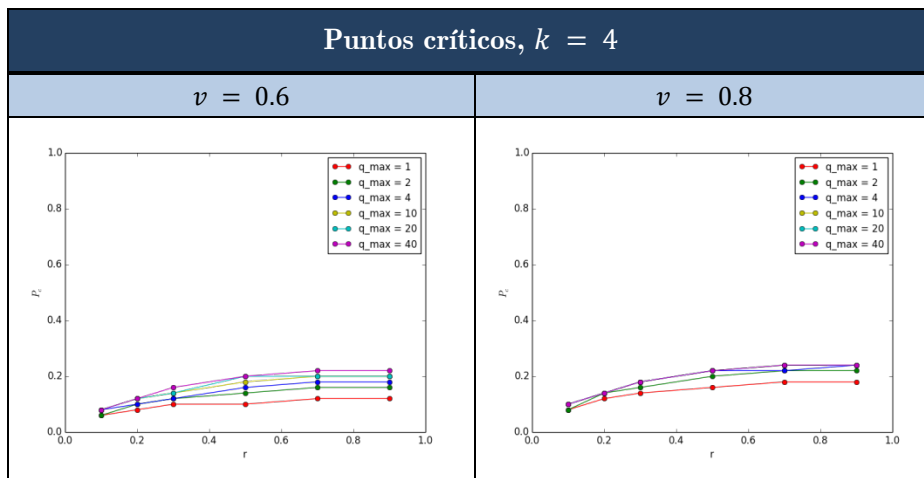 Puntos críticos, k = 4
v = 0.6
v = 0.8
1.0
0.8
0.6
0.4
0.2
0.0
P_c
0.0 0.2 0.4 0.6 0.8 1.0
r
q_max = 1
q_max = 2
q_max = 4
q_max = 10
q_max = 20
q_max = 40
1.0
0.8
0.6
0.4
0.2
0.0
P_c
0.0 0.2 0.4 0.6 0.8 1.0
r
q_max = 1
q_max = 2
q_max = 4
q_max = 10
q_max = 20
q_max = 40